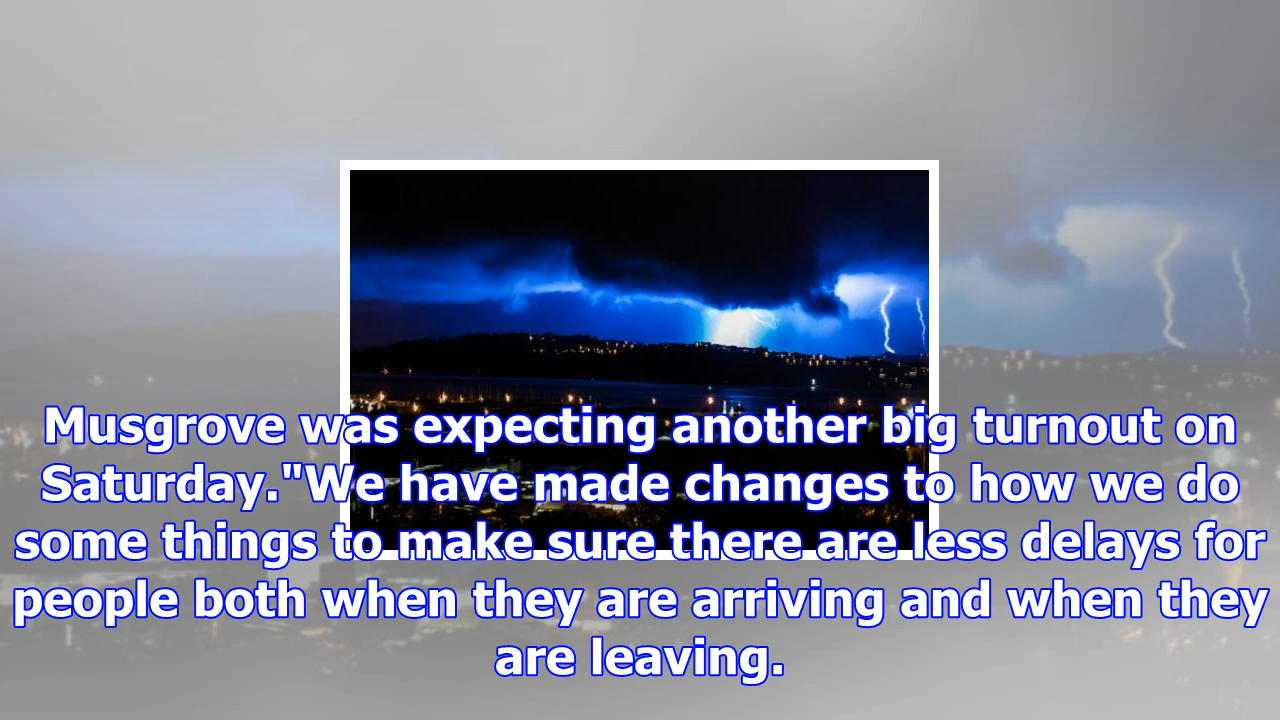 Musgrove was expecting another big turnout on
Saturday."We have made changes to how we do
some things to make sure there are less delays for
people both when they are arriving and when they
are leaving.